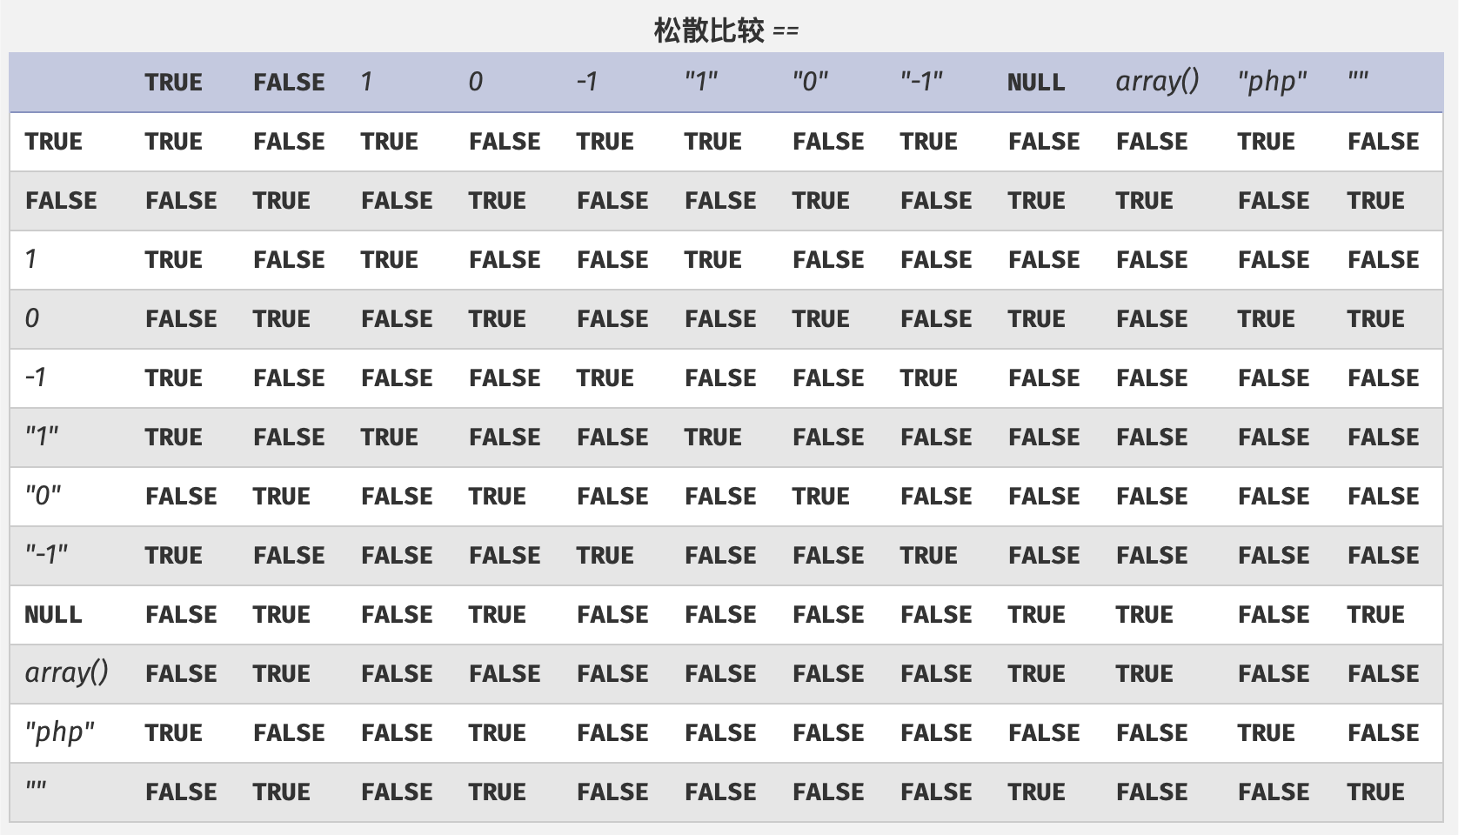 松散比较 ==
TRUE FALSE 1 0 -1 "1" "0" "-1" NULL array() "php" ""
TRUE TRUE FALSE TRUE FALSE TRUE TRUE FALSE TRUE FALSE FALSE TRUE FALSE
FALSE FALSE TRUE FALSE TRUE FALSE FALSE TRUE FALSE TRUE TRUE FALSE TRUE
1 TRUE FALSE TRUE FALSE FALSE TRUE FALSE FALSE FALSE FALSE FALSE FALSE
0 FALSE TRUE FALSE TRUE FALSE FALSE TRUE FALSE TRUE FALSE TRUE TRUE
-1 TRUE FALSE FALSE FALSE TRUE FALSE FALSE TRUE FALSE FALSE FALSE FALSE
"1" TRUE FALSE TRUE FALSE FALSE TRUE FALSE FALSE FALSE FALSE FALSE FALSE
"0" FALSE TRUE FALSE TRUE FALSE FALSE TRUE FALSE FALSE FALSE FALSE FALSE
"-1" TRUE FALSE FALSE FALSE TRUE FALSE FALSE TRUE FALSE FALSE FALSE FALSE
NULL FALSE TRUE FALSE TRUE FALSE FALSE FALSE FALSE TRUE TRUE FALSE TRUE
array() FALSE TRUE FALSE FALSE FALSE FALSE FALSE FALSE TRUE TRUE FALSE FALSE
"php" TRUE FALSE FALSE TRUE FALSE FALSE FALSE FALSE FALSE FALSE TRUE FALSE
"" FALSE TRUE FALSE TRUE FALSE FALSE FALSE FALSE TRUE FALSE FALSE TRUE